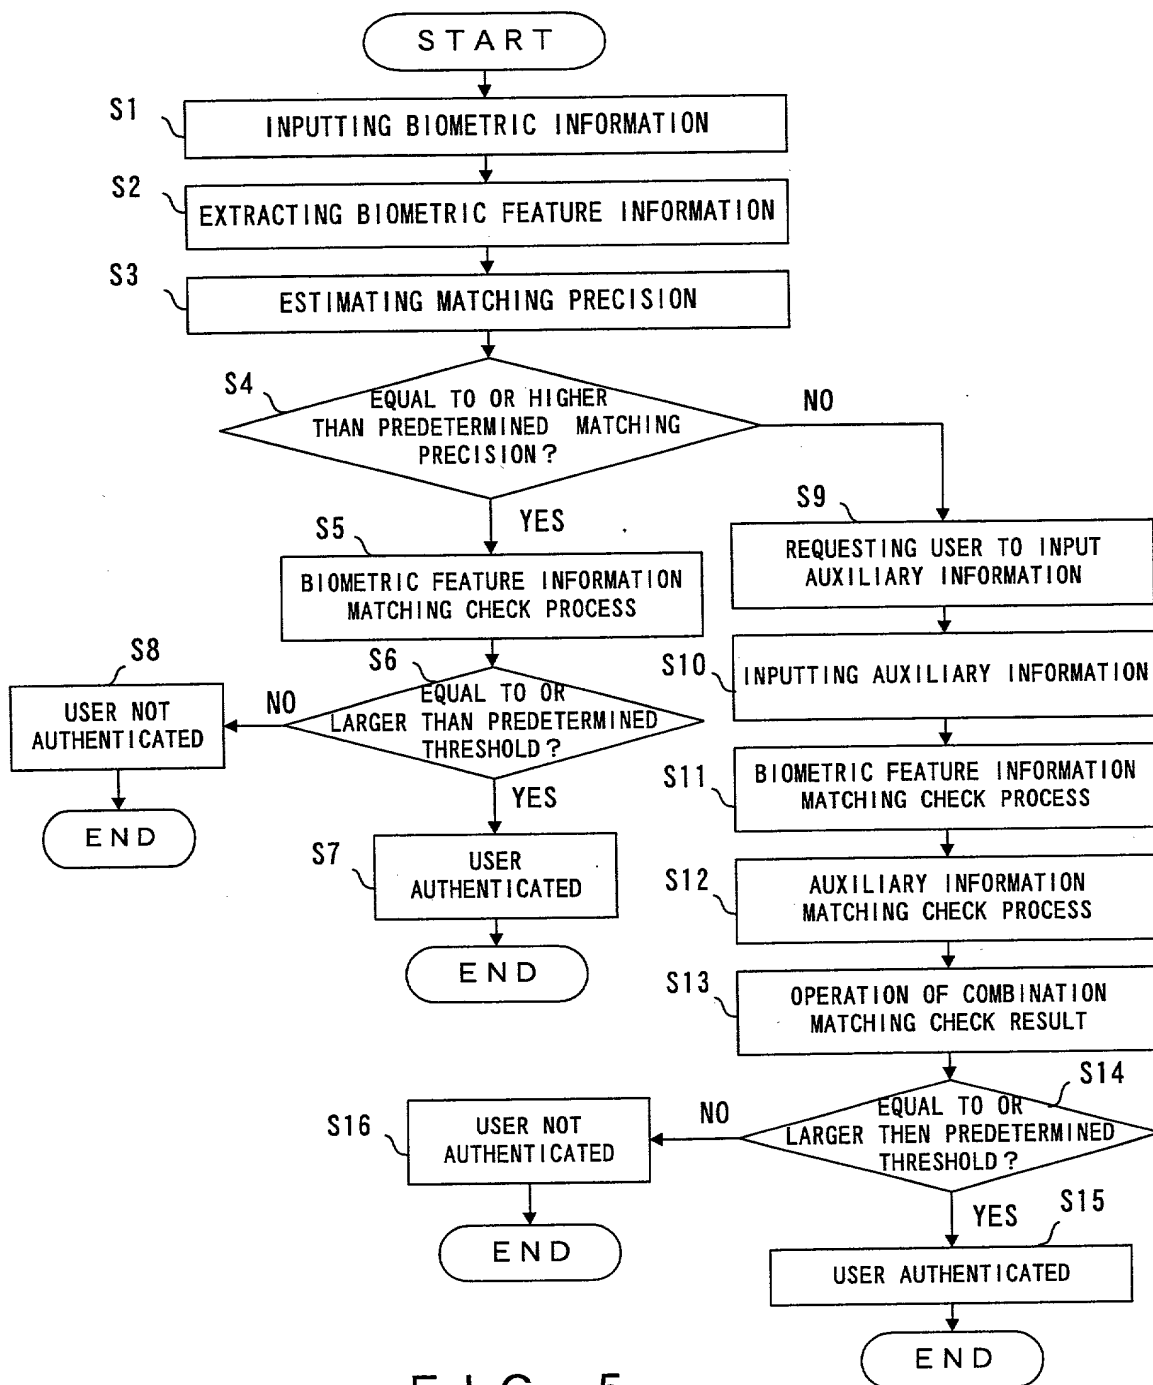 START
S1
INPUTTING BIOMETRIC INFORMATION
S2
EXTRACTING BIOMETRIC FEATURE INFORMATION
S3
ESTIMATING MATCHING PRECISION
S4
EQUAL TO OR HIGHER
THAN PREDETERMINED MATCHING
PRECISION?
NO
YES
S5
BIOMETRIC FEATURE INFORMATION
MATCHING CHECK PROCESS
S6
EQUAL TO OR
LARGER THAN PREDETERMINED
THRESHOLD?
NO
S8
USER NOT
AUTHENTICATED
END
YES
S7
USER
AUTHENTICATED
END
S9
REQUESTING USER TO INPUT
AUXILIARY INFORMATION
S10
INPUTTING AUXILIARY INFORMATION
S11
BIOMETRIC FEATURE INFORMATION
MATCHING CHECK PROCESS
S12
AUXILIARY INFORMATION
MATCHING CHECK PROCESS
S13
OPERATION OF COMBINATION
MATCHING CHECK RESULT
S14
EQUAL TO OR
LARGER THEN PREDETERMINED
THRESHOLD?
NO
S16
USER NOT
AUTHENTICATED
END
YES
S15
USER AUTHENTICATED
END
FIG. 5